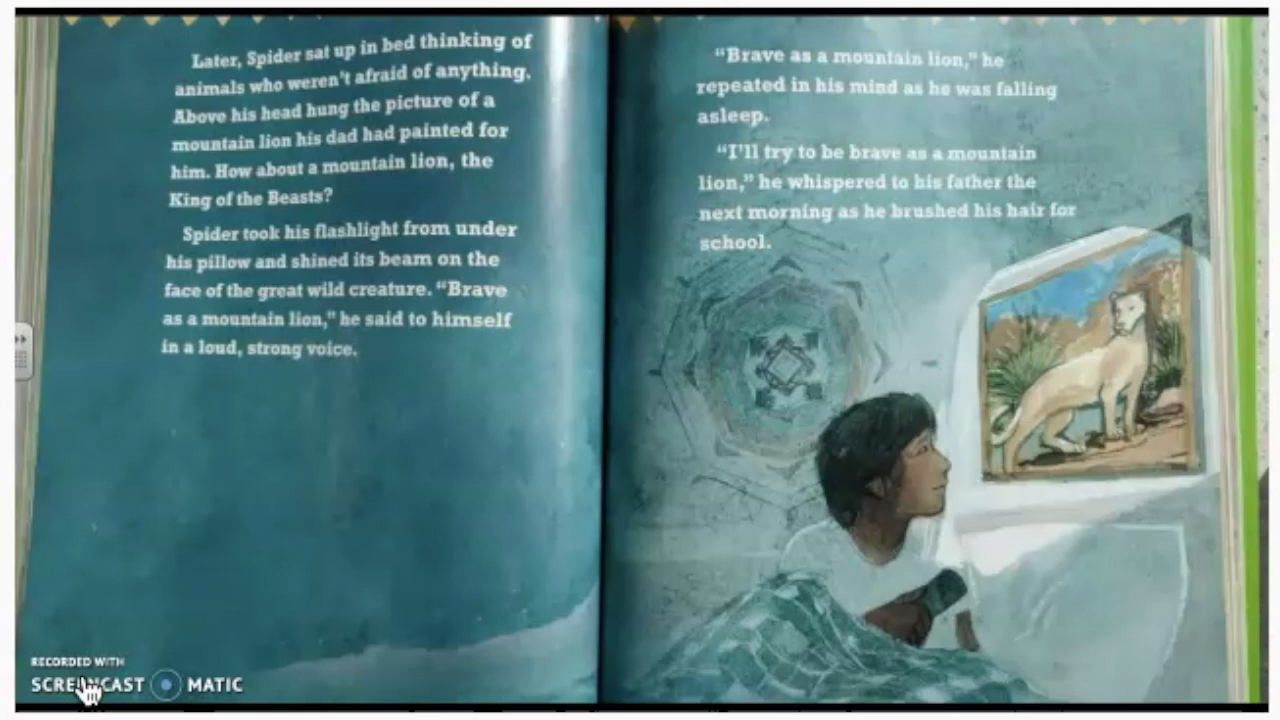 Later, Spider sat up in bed thinking of
animals who weren't afraid of anything.
Above his head hung the picture of a
mountain lion his dad had painted for
him. How about a mountain lion, the
King of the Beasts?
Spider took his flashlight from under
his pillow and shined its beam on the
face of the great wild creature. “Brave
as a mountain lion,” he said to himself
in a loud, strong voice.
“Brave as a mountain lion,” he
repeated in his mind as he was falling
asleep.
“I'll try to be brave as a mountain
lion,” he whispered to his father the
next morning as he brushed his hair for
school.
RECORDED WITH
SCREENCAST MATIC